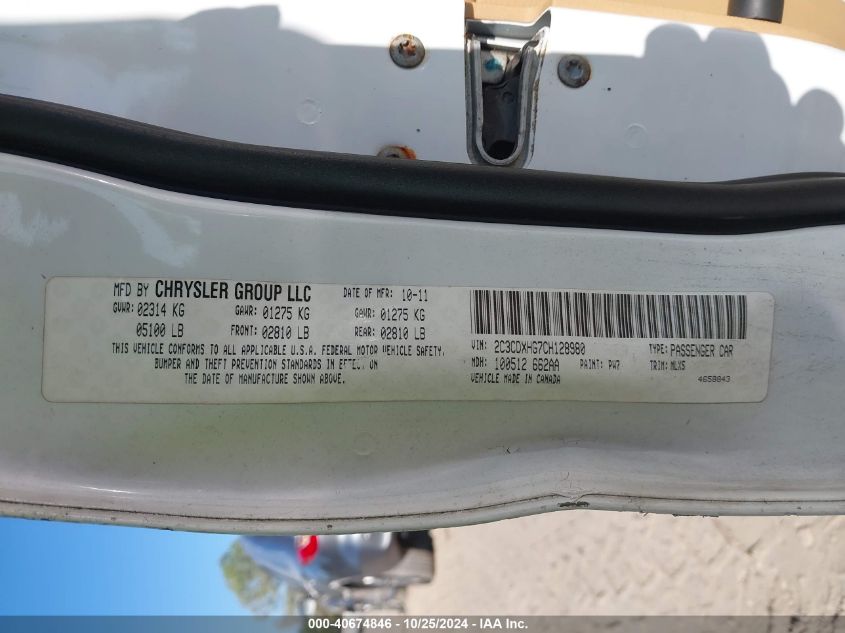 MFD BY CHRYSLER GROUP LLC DATE OF MFR: 10-11
GVWR: 02314 KG GAWR: 01275 KG GAWR: 01275 KG
05100 LB FRONT: 02810 LB REAR: 02810 LB
THIS VEHICLE CONFORMS TO ALL APPLICABLE U.S.A. FEDERAL MOTOR VEHICLE SAFETY,
BUMPER AND THEFT PREVENTION STANDARDS IN EFFECT ON
THE DATE OF MANUFACTURE SHOWN ABOVE.
VIN: 2C3CDXHG7CH128980 TYPE: PASSENGER CAR
MDH: 100512 662AA PAINT: PW7 TRIM: MLX5
VEHICLE MADE IN CANADA 4658843
000-40674846 - 10/25/2024 - IAA Inc.